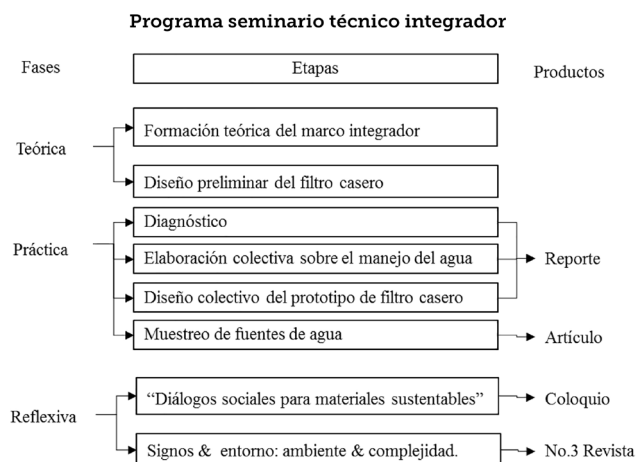 Programa seminario técnico integrador
Fases
Etapas
Productos
Teórica
Formación teórica del marco integrador
Diseño preliminar del filtro casero
Práctica
Diagnóstico
Elaboración colectiva sobre el manejo del agua
Diseño colectivo del prototipo de filtro casero
Reporte
Muestreo de fuentes de agua
Artículo
Reflexiva
“Diálogos sociales para materiales sustentables”
Coloquio
Signos & entorno: ambiente & complejidad.
No.3 Revista